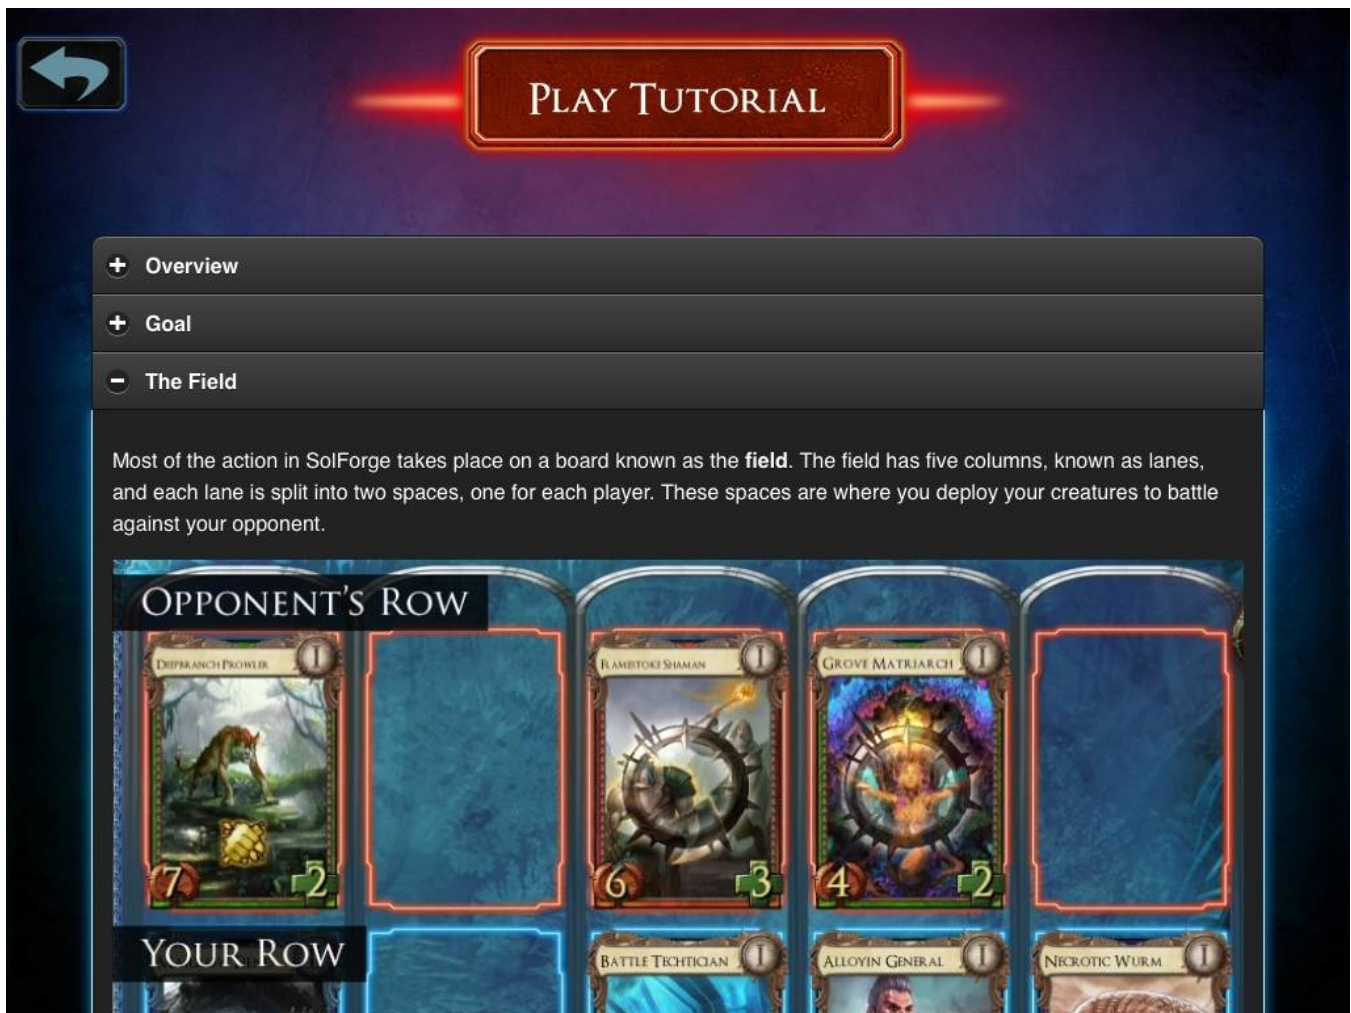 PLAY TUTORIAL
Overview
Goal
The Field
Most of the action in SolForge takes place on a board known as the field. The field has five columns, known as lanes,
and each lane is split into two spaces, one for each player. These spaces are where you deploy your creatures to battle
against your opponent.
OPPONENT'S ROW
DEEPBRANCH PROWLER I
FLAMESTOKE SHAMAN I
GROVE MATRIARCH I
7 2
6 3
4 2
YOUR ROW
BATTLE TECHTICIAN I
ALLOYIN GENERAL I
NECROTIC WURM I